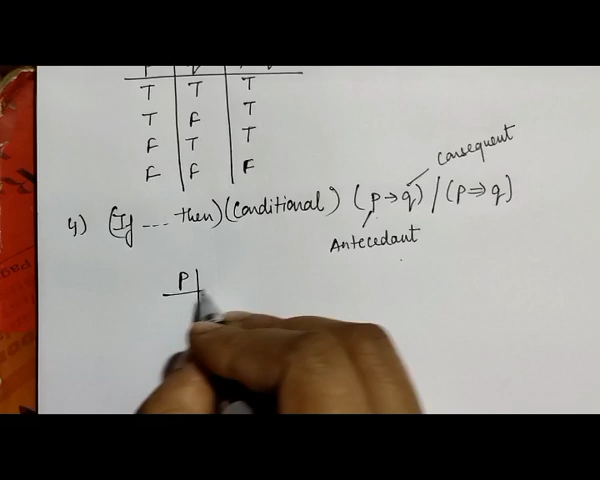 T T T
T F T
F T T
F F F
Consequent
4) (If ... then) (Conditional) (p → q) / (p ⇒ q)
Antecedant
P